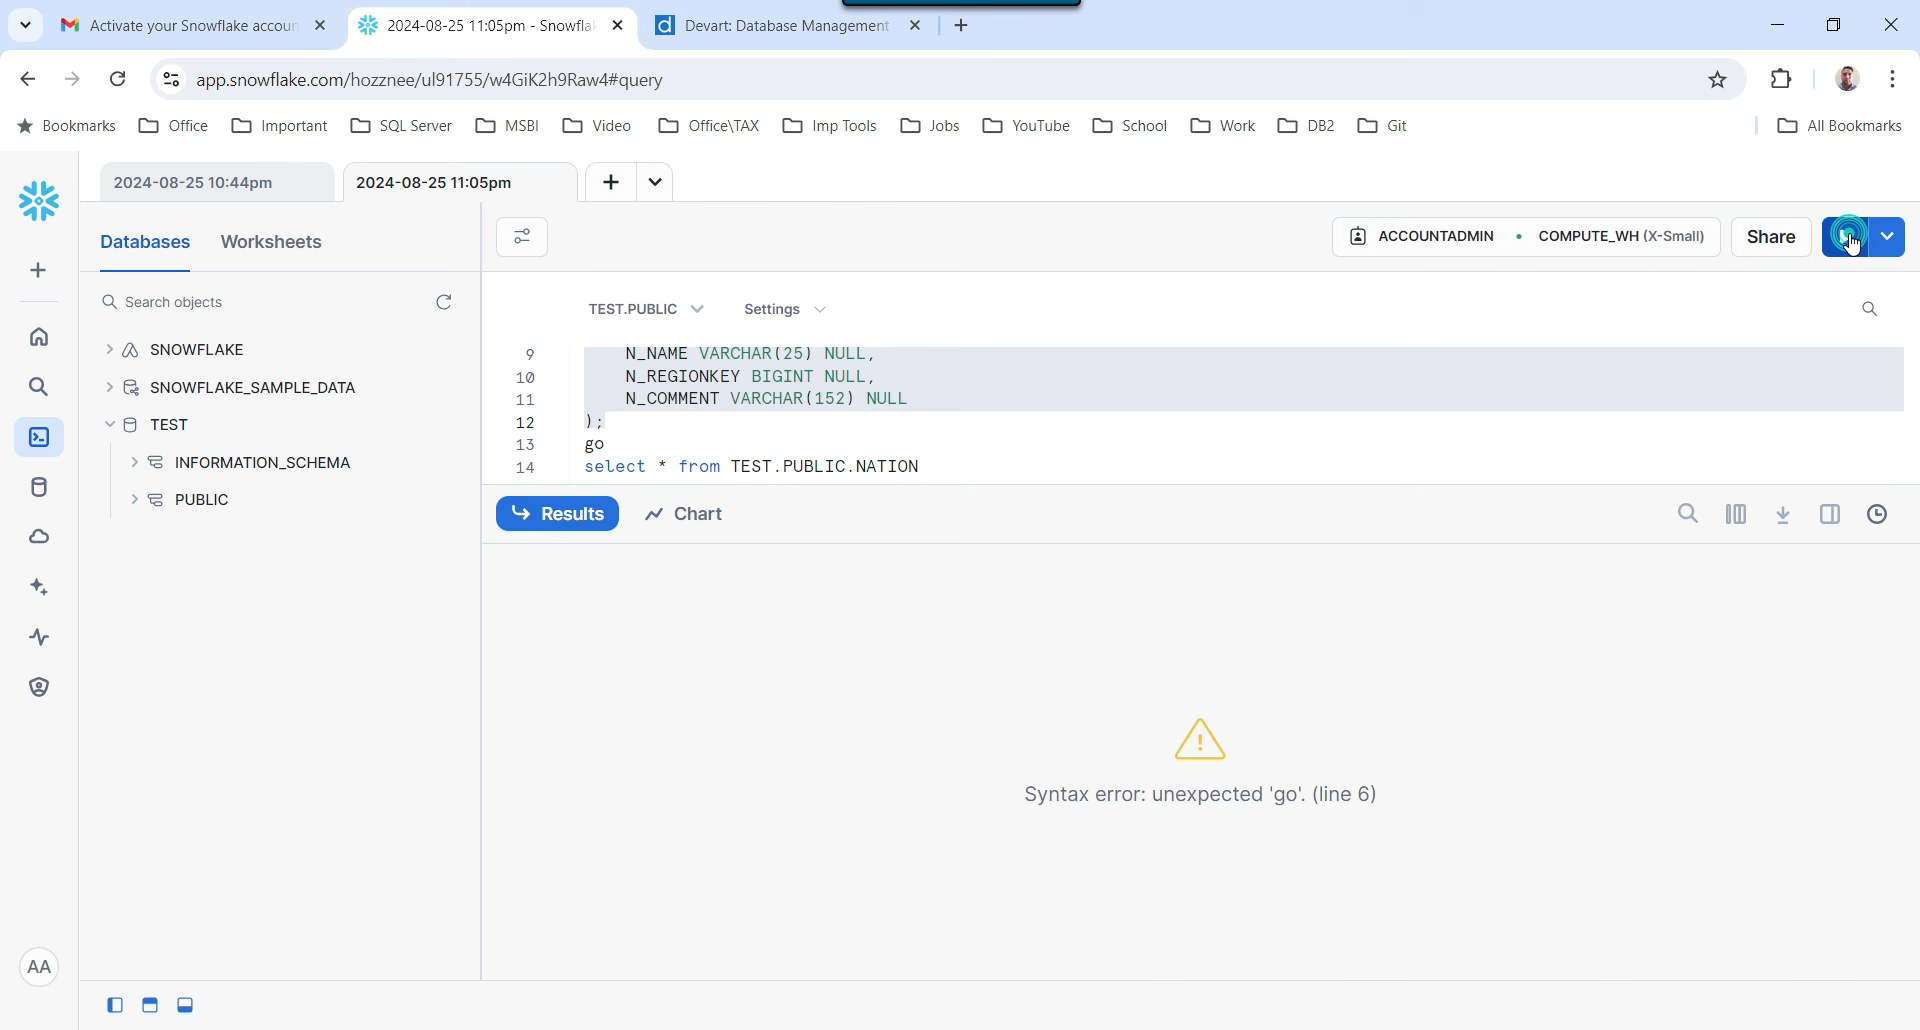 Activate your Snowflake accoun
2024-08-25 11:05pm - Snowfla
Devart: Database Management
app.snowflake.com/hozznee/ul91755/w4GiK2h9Raw4#query
Bookmarks
Office
Important
SQL Server
MSBI
Video
Office\TAX
Imp Tools
Jobs
YouTube
School
Work
DB2
Git
All Bookmarks
2024-08-25 10:44pm
2024-08-25 11:05pm
Databases
Worksheets
ACCOUNTADMIN • COMPUTE_WH (X-Small)
Share
Search objects
SNOWFLAKE
SNOWFLAKE_SAMPLE_DATA
TEST
INFORMATION_SCHEMA
PUBLIC
AA
TEST.PUBLIC
Settings
9 N_NAME VARCHAR(25) NULL,
10 N_REGIONKEY BIGINT NULL,
11 N_COMMENT VARCHAR(152) NULL
12 );
13 go
14 select * from TEST.PUBLIC.NATION
Results
Chart
Syntax error: unexpected 'go'. (line 6)